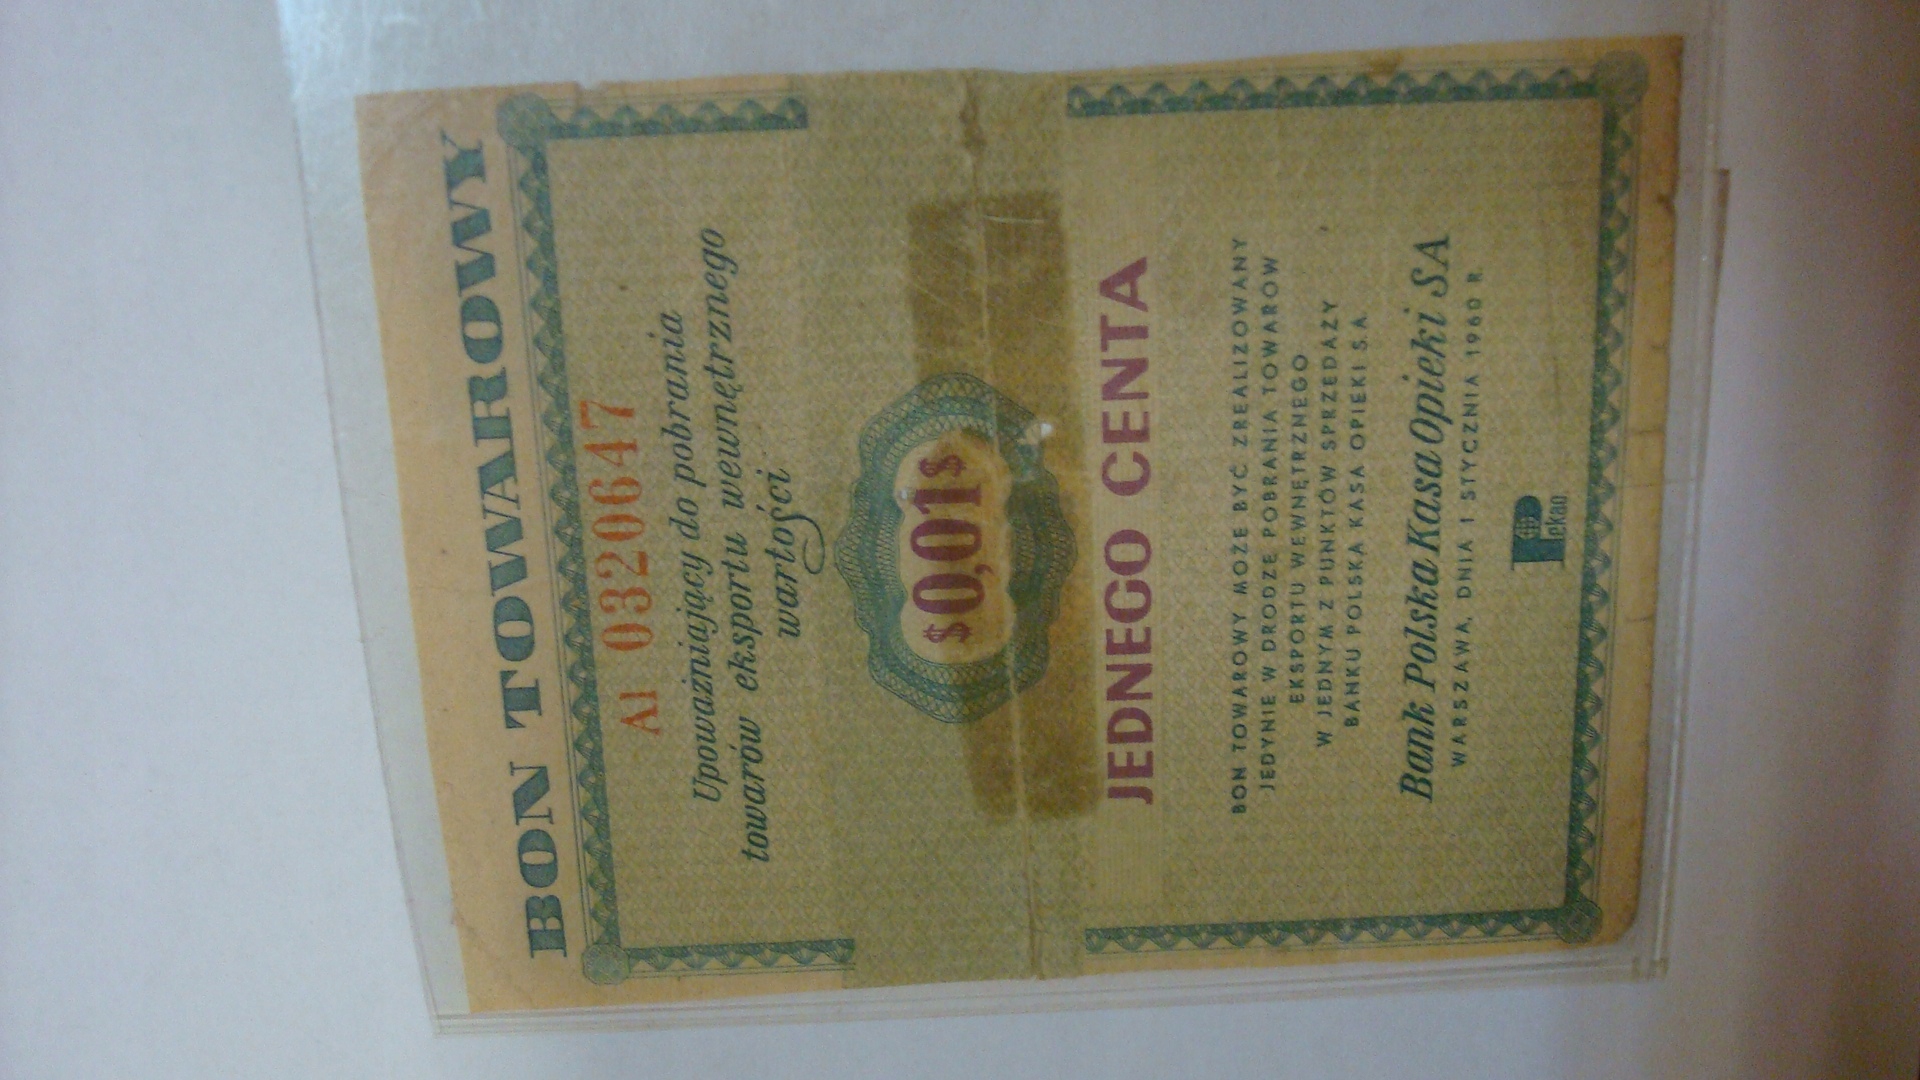 BON TOWAROWY
AI 0320647
Upoważniający do pobrania
towarów eksportu wewnętrznego
wartości
$0,01$
JEDNEGO CENTA
BON TOWAROWY MOŻE BYĆ ZREALIZOWANY
JEDYNIE W DRODZE POBRANIA TOWARÓW
EKSPORTU WEWNĘTRZNEGO
W JEDNYM Z PUNKTÓW SPRZEDAŻY
BANKU POLSKA KASA OPIEKI S.A.
Bank Polska Kasa Opieki SA
WARSZAWA, DNIA 1 STYCZNIA 1960 R.
Pekao